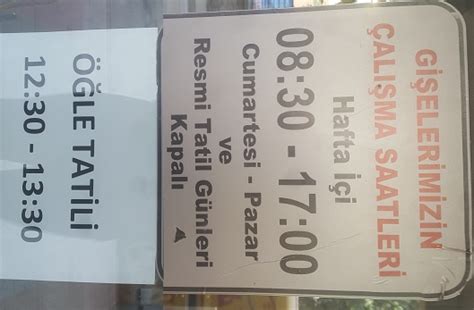 GİŞELERİMİZİN
ÇALIŞMA SAATLERİ
Hafta İçi
08:30 - 17:00
Cumartesi - Pazar
ve
Resmi Tatil Günleri
Kapalı
ÖĞLE TATİLİ
12:30 - 13:30